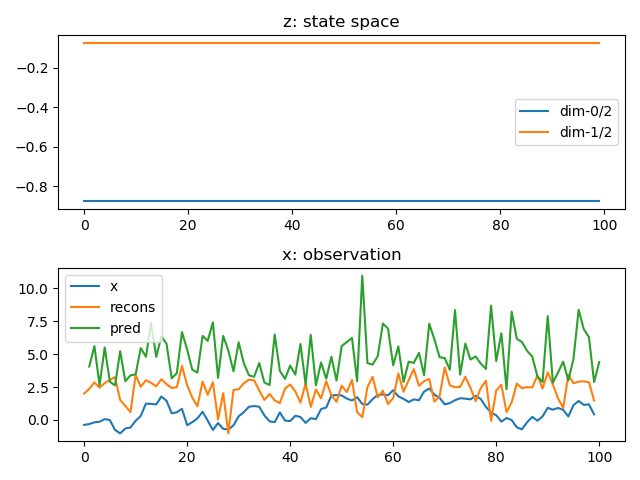 z: state space
−0.2
−0.4
−0.6
−0.8
dim-0/2
dim-1/2
0 20 40 60 80 100
x: observation
10.0
7.5
5.0
2.5
0.0
x
recons
pred
0 20 40 60 80 100